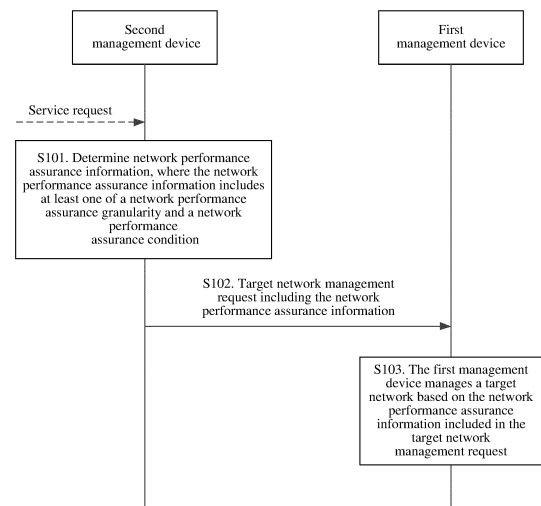 Second
management device
First
management device
Service request
S101. Determine network performance
assurance information, where the network
performance assurance information includes
at least one of a network performance
assurance granularity and a network
performance
assurance condition
S102. Target network management
request including the network
performance assurance information
S103. The first management
device manages a target
network based on the network
performance assurance
information included in the
target network
management request